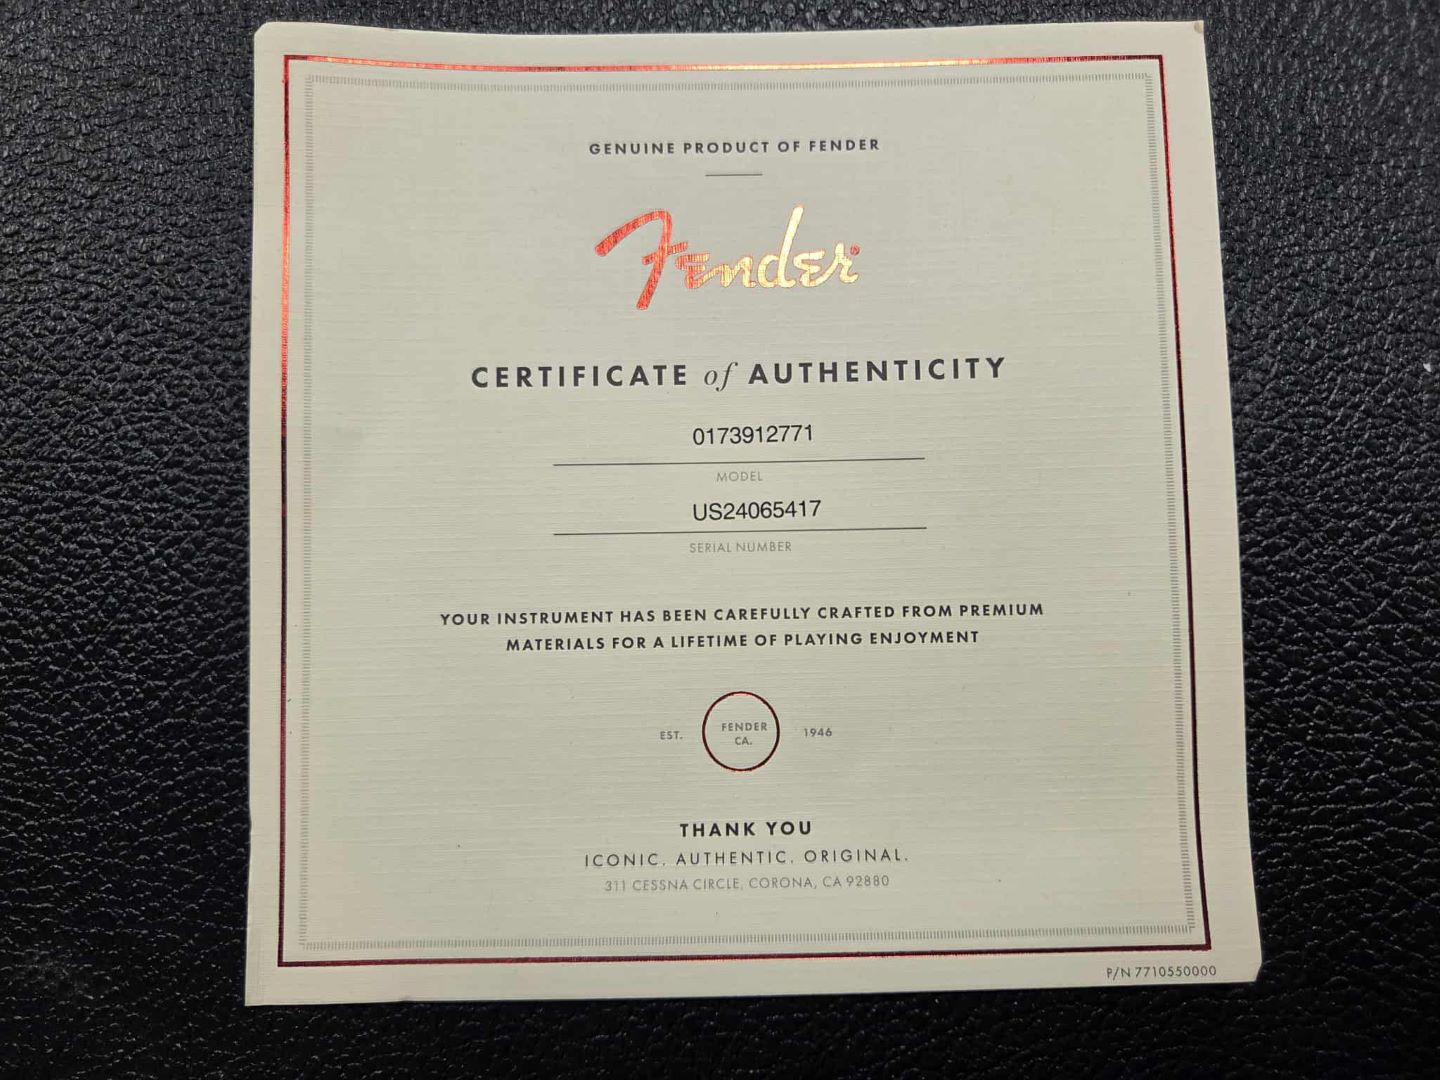 GENUINE PRODUCT OF FENDER
Fender®
CERTIFICATE of AUTHENTICITY
0173912771
MODEL
US24065417
SERIAL NUMBER
YOUR INSTRUMENT HAS BEEN CAREFULLY CRAFTED FROM PREMIUM
MATERIALS FOR A LIFETIME OF PLAYING ENJOYMENT
EST. FENDER CA. 1946
THANK YOU
ICONIC. AUTHENTIC. ORIGINAL.
311 CESSNA CIRCLE, CORONA, CA 92880
P/N 7710550000